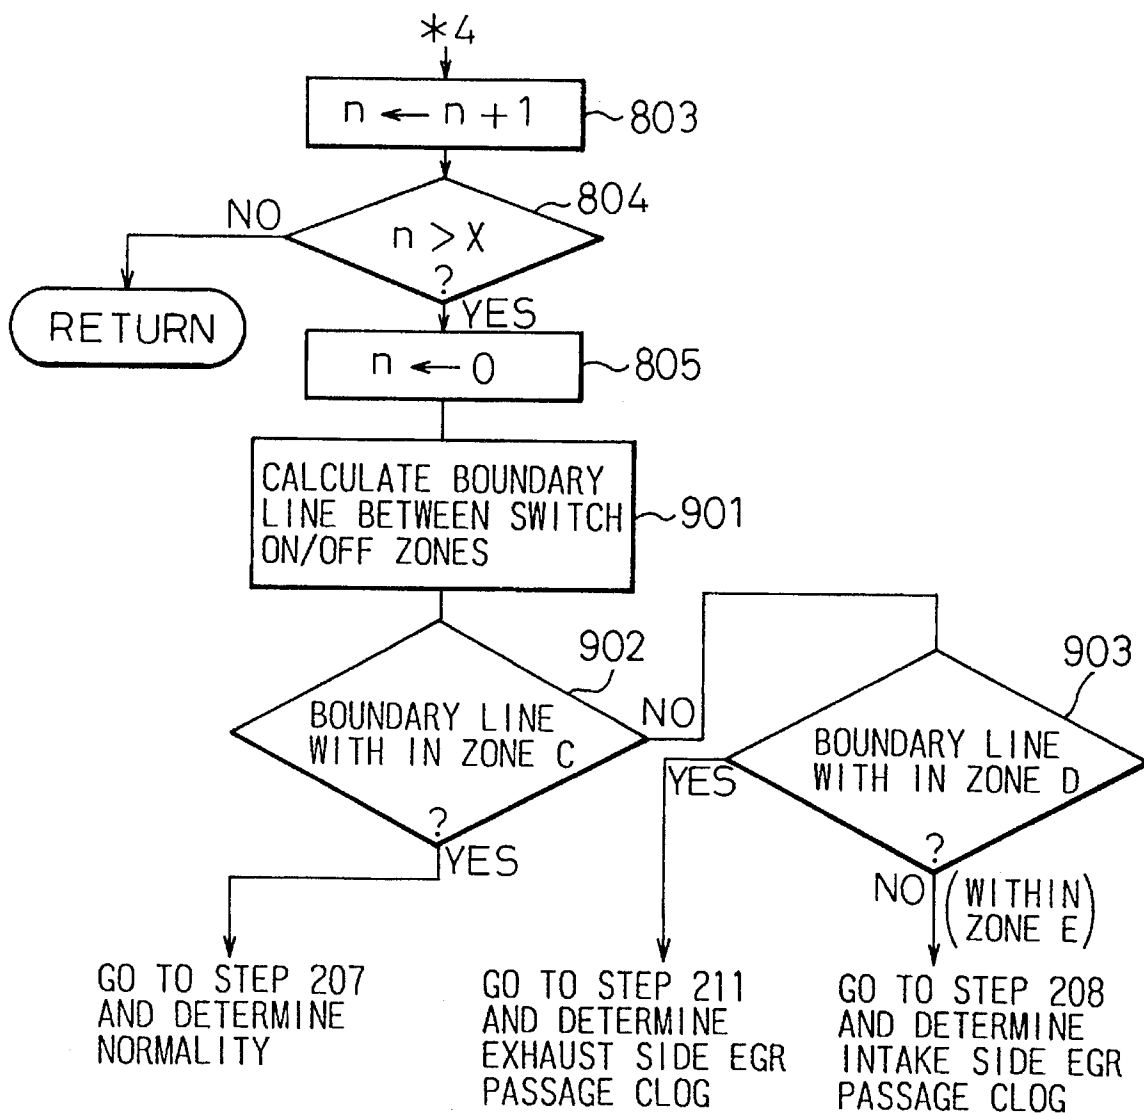 *4
n ← n + 1
803
804
NO
n > X
?
YES
RETURN
n ← 0
805
CALCULATE BOUNDARY
LINE BETWEEN SWITCH
ON/OFF ZONES
901
902
BOUNDARY LINE
WITH IN ZONE C
?
NO
YES
903
BOUNDARY LINE
WITH IN ZONE D
?
YES
NO
(WITHIN
ZONE E)
GO TO STEP 207
AND DETERMINE
NORMALITY
GO TO STEP 211
AND DETERMINE
EXHAUST SIDE EGR
PASSAGE CLOG
GO TO STEP 208
AND DETERMINE
INTAKE SIDE EGR
PASSAGE CLOG